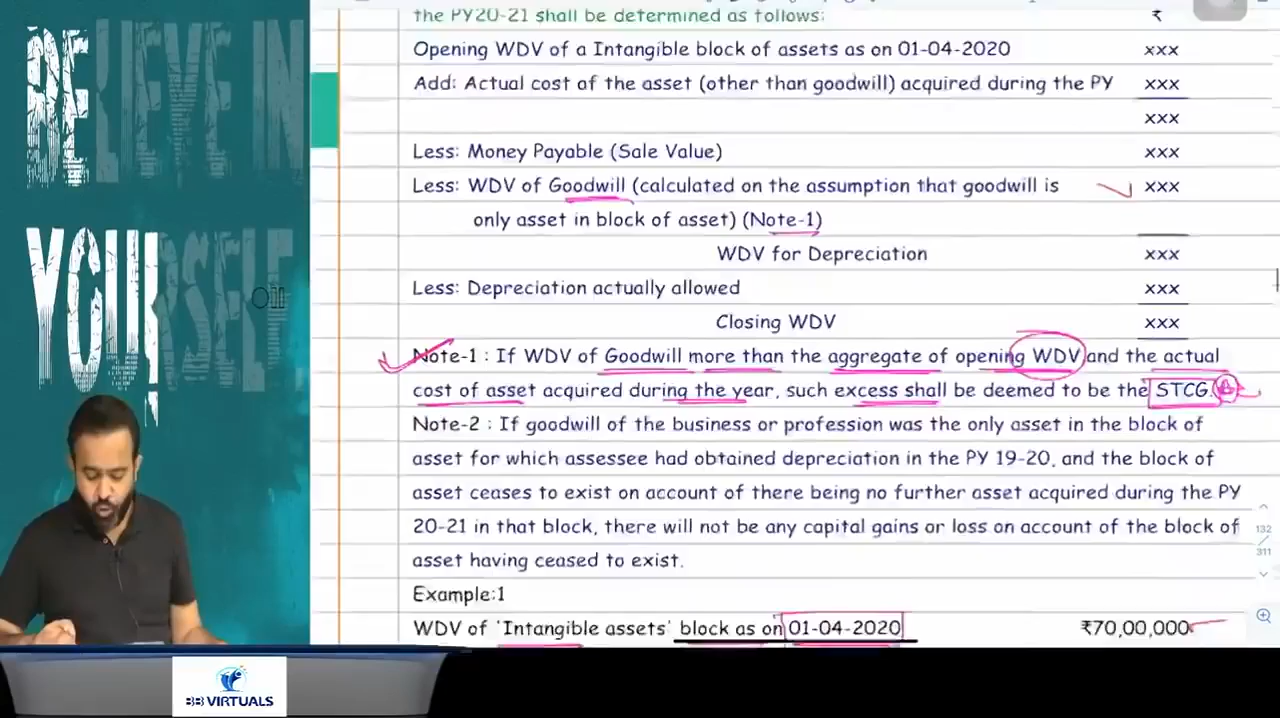 the PY20-21 shall be determined as follows: ₹
Opening WDV of a Intangible block of assets as on 01-04-2020 xxx
Add: Actual cost of the asset (other than goodwill) acquired during the PY xxx
xxx
Less: Money Payable (Sale Value) xxx
Less: WDV of Goodwill (calculated on the assumption that goodwill is xxx
only asset in block of asset) (Note-1)
WDV for Depreciation xxx
Less: Depreciation actually allowed xxx
Closing WDV xxx
Note-1 : If WDV of Goodwill more than the aggregate of opening WDV and the actual
cost of asset acquired during the year, such excess shall be deemed to be the STCG.
Note-2 : If goodwill of the business or profession was the only asset in the block of
asset for which assessee had obtained depreciation in the PY 19-20, and the block of
asset ceases to exist on account of there being no further asset acquired during the PY
20-21 in that block, there will not be any capital gains or loss on account of the block of
asset having ceased to exist.
Example:1
WDV of 'Intangible assets' block as on 01-04-2020 ₹70,00,000
132
311
BELIEVE IN
YOURSELF
BB VIRTUALS